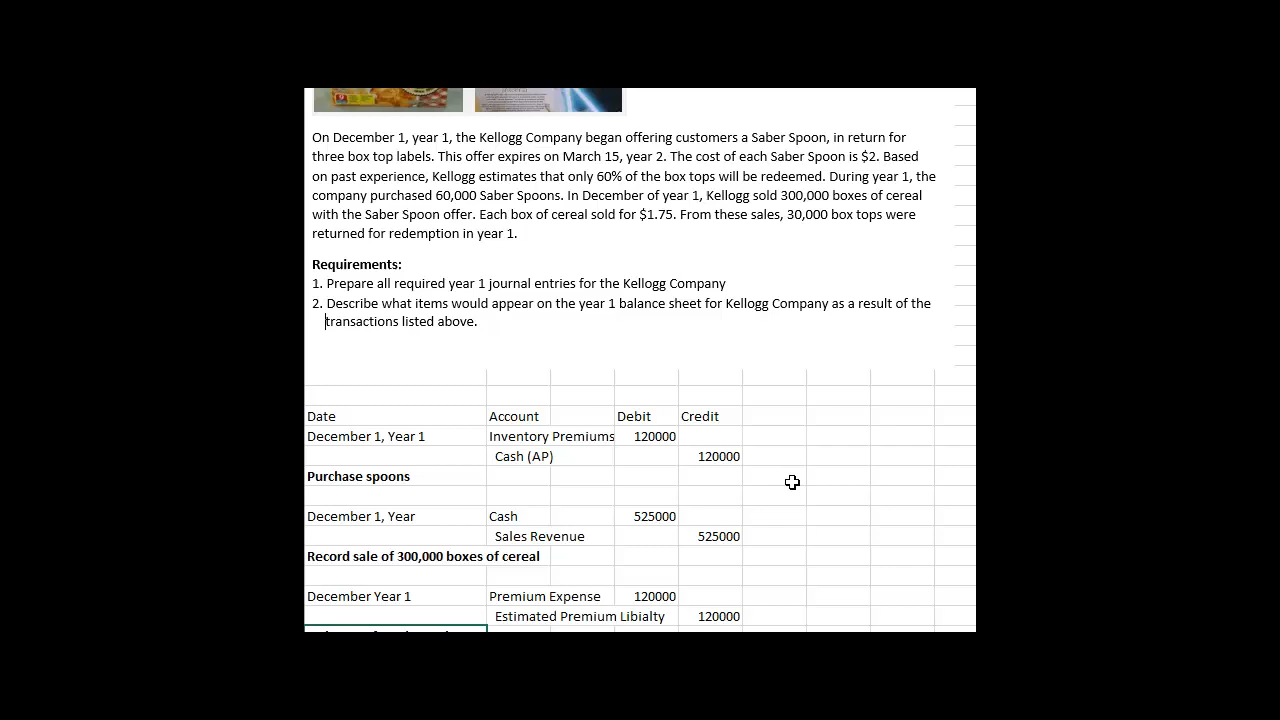 On December 1, year 1, the Kellogg Company began offering customers a Saber Spoon, in return for
three box top labels. This offer expires on March 15, year 2. The cost of each Saber Spoon is $2. Based
on past experience, Kellogg estimates that only 60% of the box tops will be redeemed. During year 1, the
company purchased 60,000 Saber Spoons. In December of year 1, Kellogg sold 300,000 boxes of cereal
with the Saber Spoon offer. Each box of cereal sold for $1.75. From these sales, 30,000 box tops were
returned for redemption in year 1.
Requirements:
1. Prepare all required year 1 journal entries for the Kellogg Company
2. Describe what items would appear on the year 1 balance sheet for Kellogg Company as a result of the
transactions listed above.
Date Account Debit Credit
December 1, Year 1 Inventory Premiums 120000
Cash (AP) 120000
Purchase spoons
December 1, Year Cash 525000
Sales Revenue 525000
Record sale of 300,000 boxes of cereal
December Year 1 Premium Expense 120000
Estimated Premium Libialty 120000